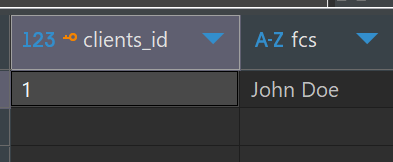 123 clients_id A-Z fcs
1 John Doe